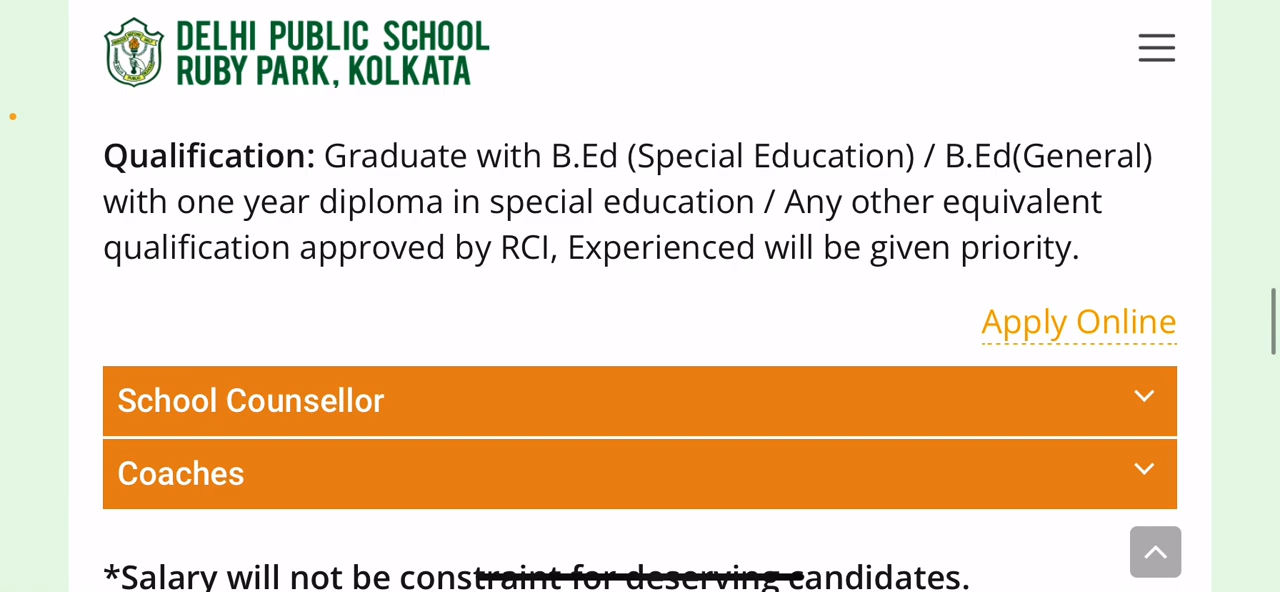 DELHI PUBLIC SCHOOL
RUBY PARK, KOLKATA
Qualification: Graduate with B.Ed (Special Education) / B.Ed(General)
with one year diploma in special education / Any other equivalent
qualification approved by RCI, Experienced will be given priority.
Apply Online
School Counsellor
Coaches
*Salary will not be constraint for deserving candidates.